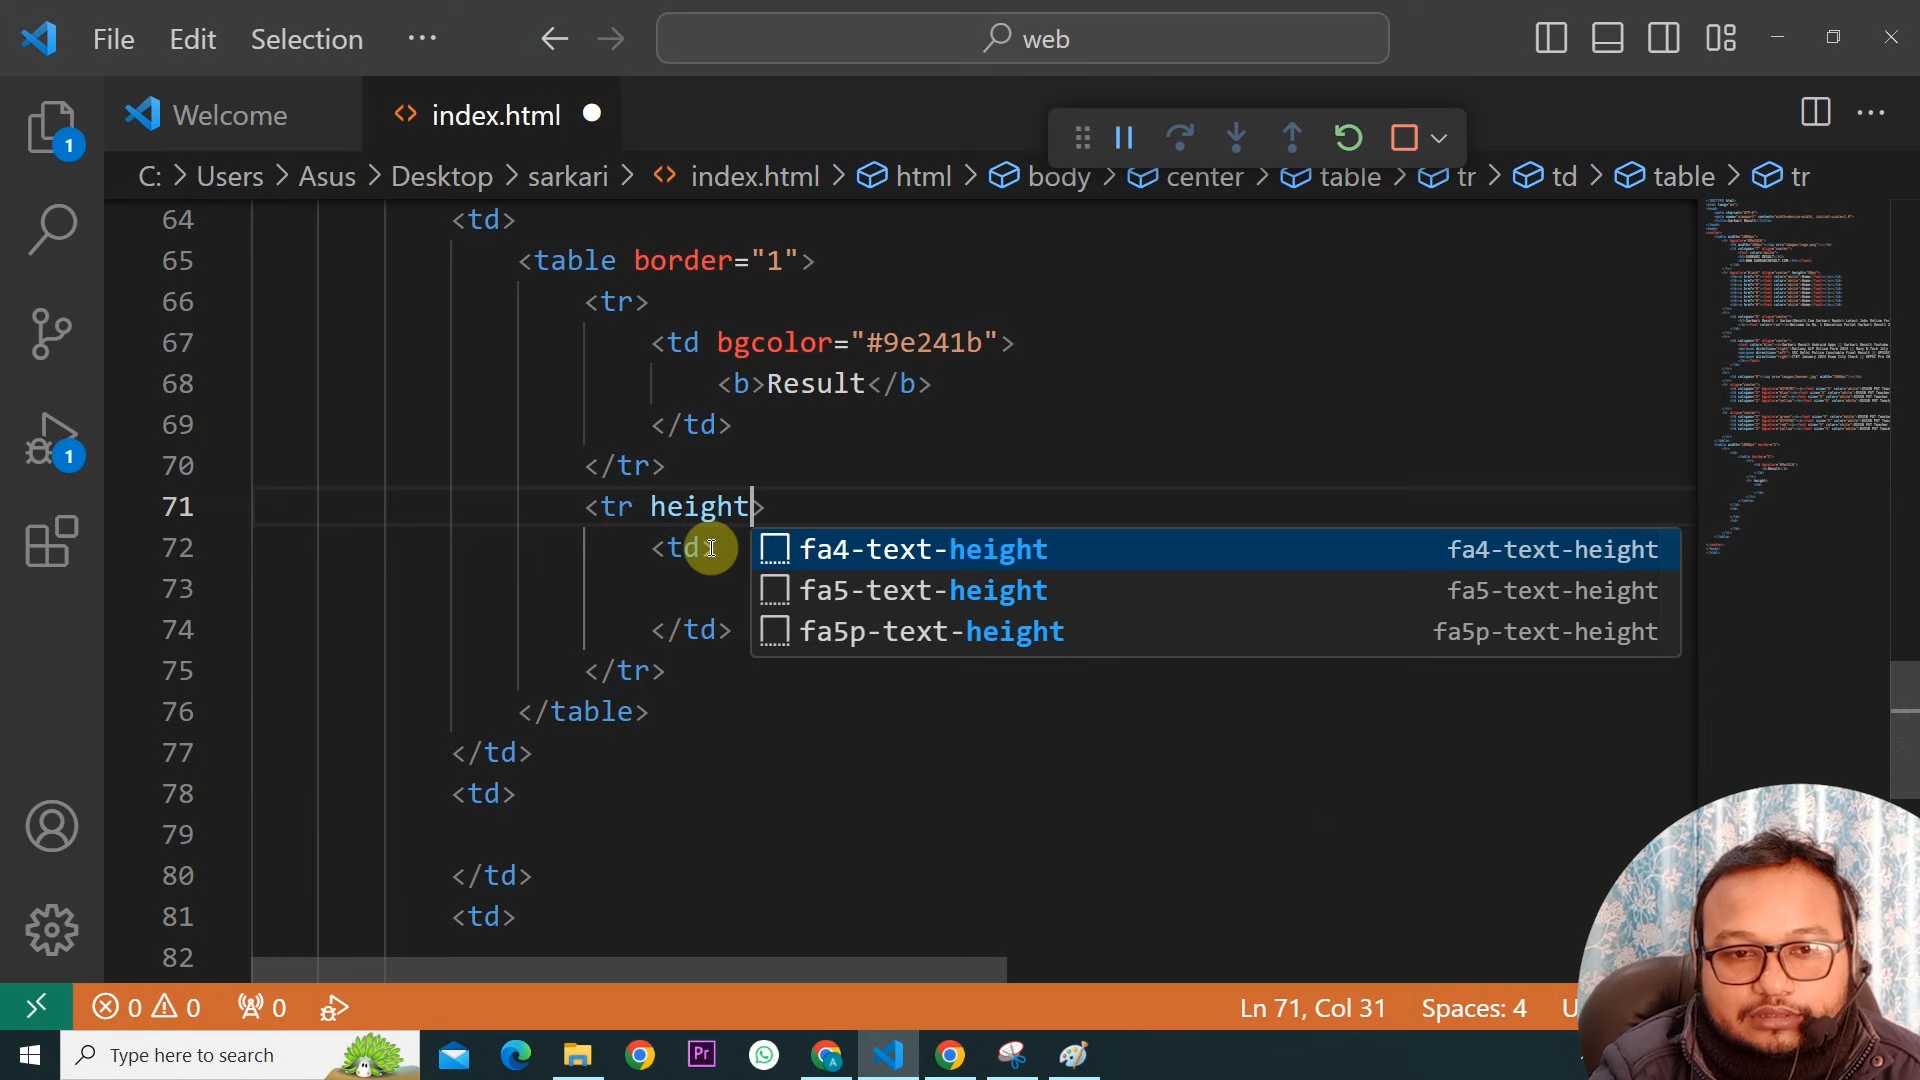 File Edit Selection ··· web
Welcome index.html
C: > Users > Asus > Desktop > sarkari > index.html > html > body > center > table > tr > td > table > tr
64 <td>
65 <table border="1">
66 <tr>
67 <td bgcolor="#9e241b">
68 <b>Result</b>
69 </td>
70 </tr>
71 <tr height>
72 <td>
fa4-text-height fa4-text-height
73
fa5-text-height fa5-text-height
74 </td>
fa5p-text-height fa5p-text-height
75 </tr>
76 </table>
77 </td>
78 <td>
79
80 </td>
81 <td>
82
1
1
0 0 0 Ln 71, Col 31 Spaces: 4 U
Type here to search Pr A